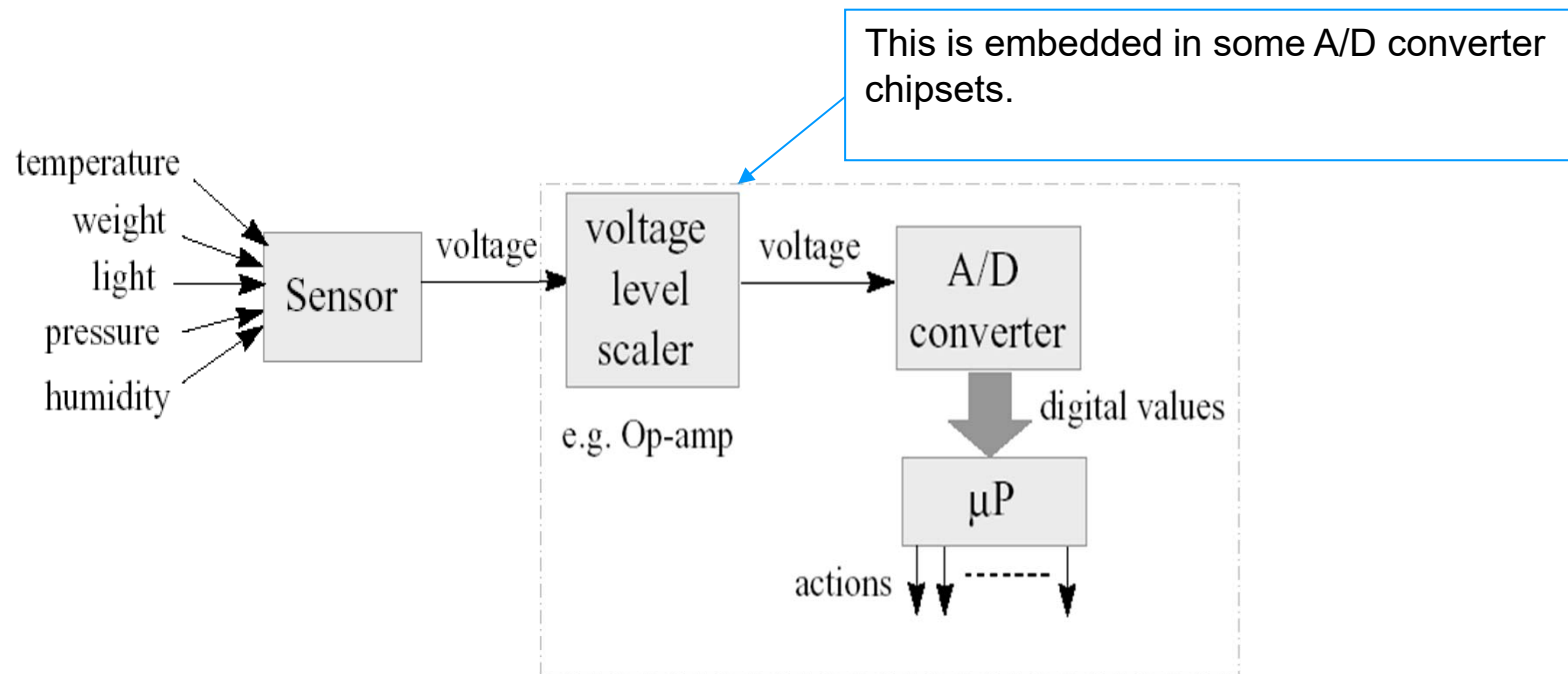 This is embedded in some A/D converter
chipsets.
temperature
weight
light
pressure
humidity
Sensor
voltage
voltage
level
scaler
e.g. Op-amp
voltage
A/D
converter
digital values
μP
actions